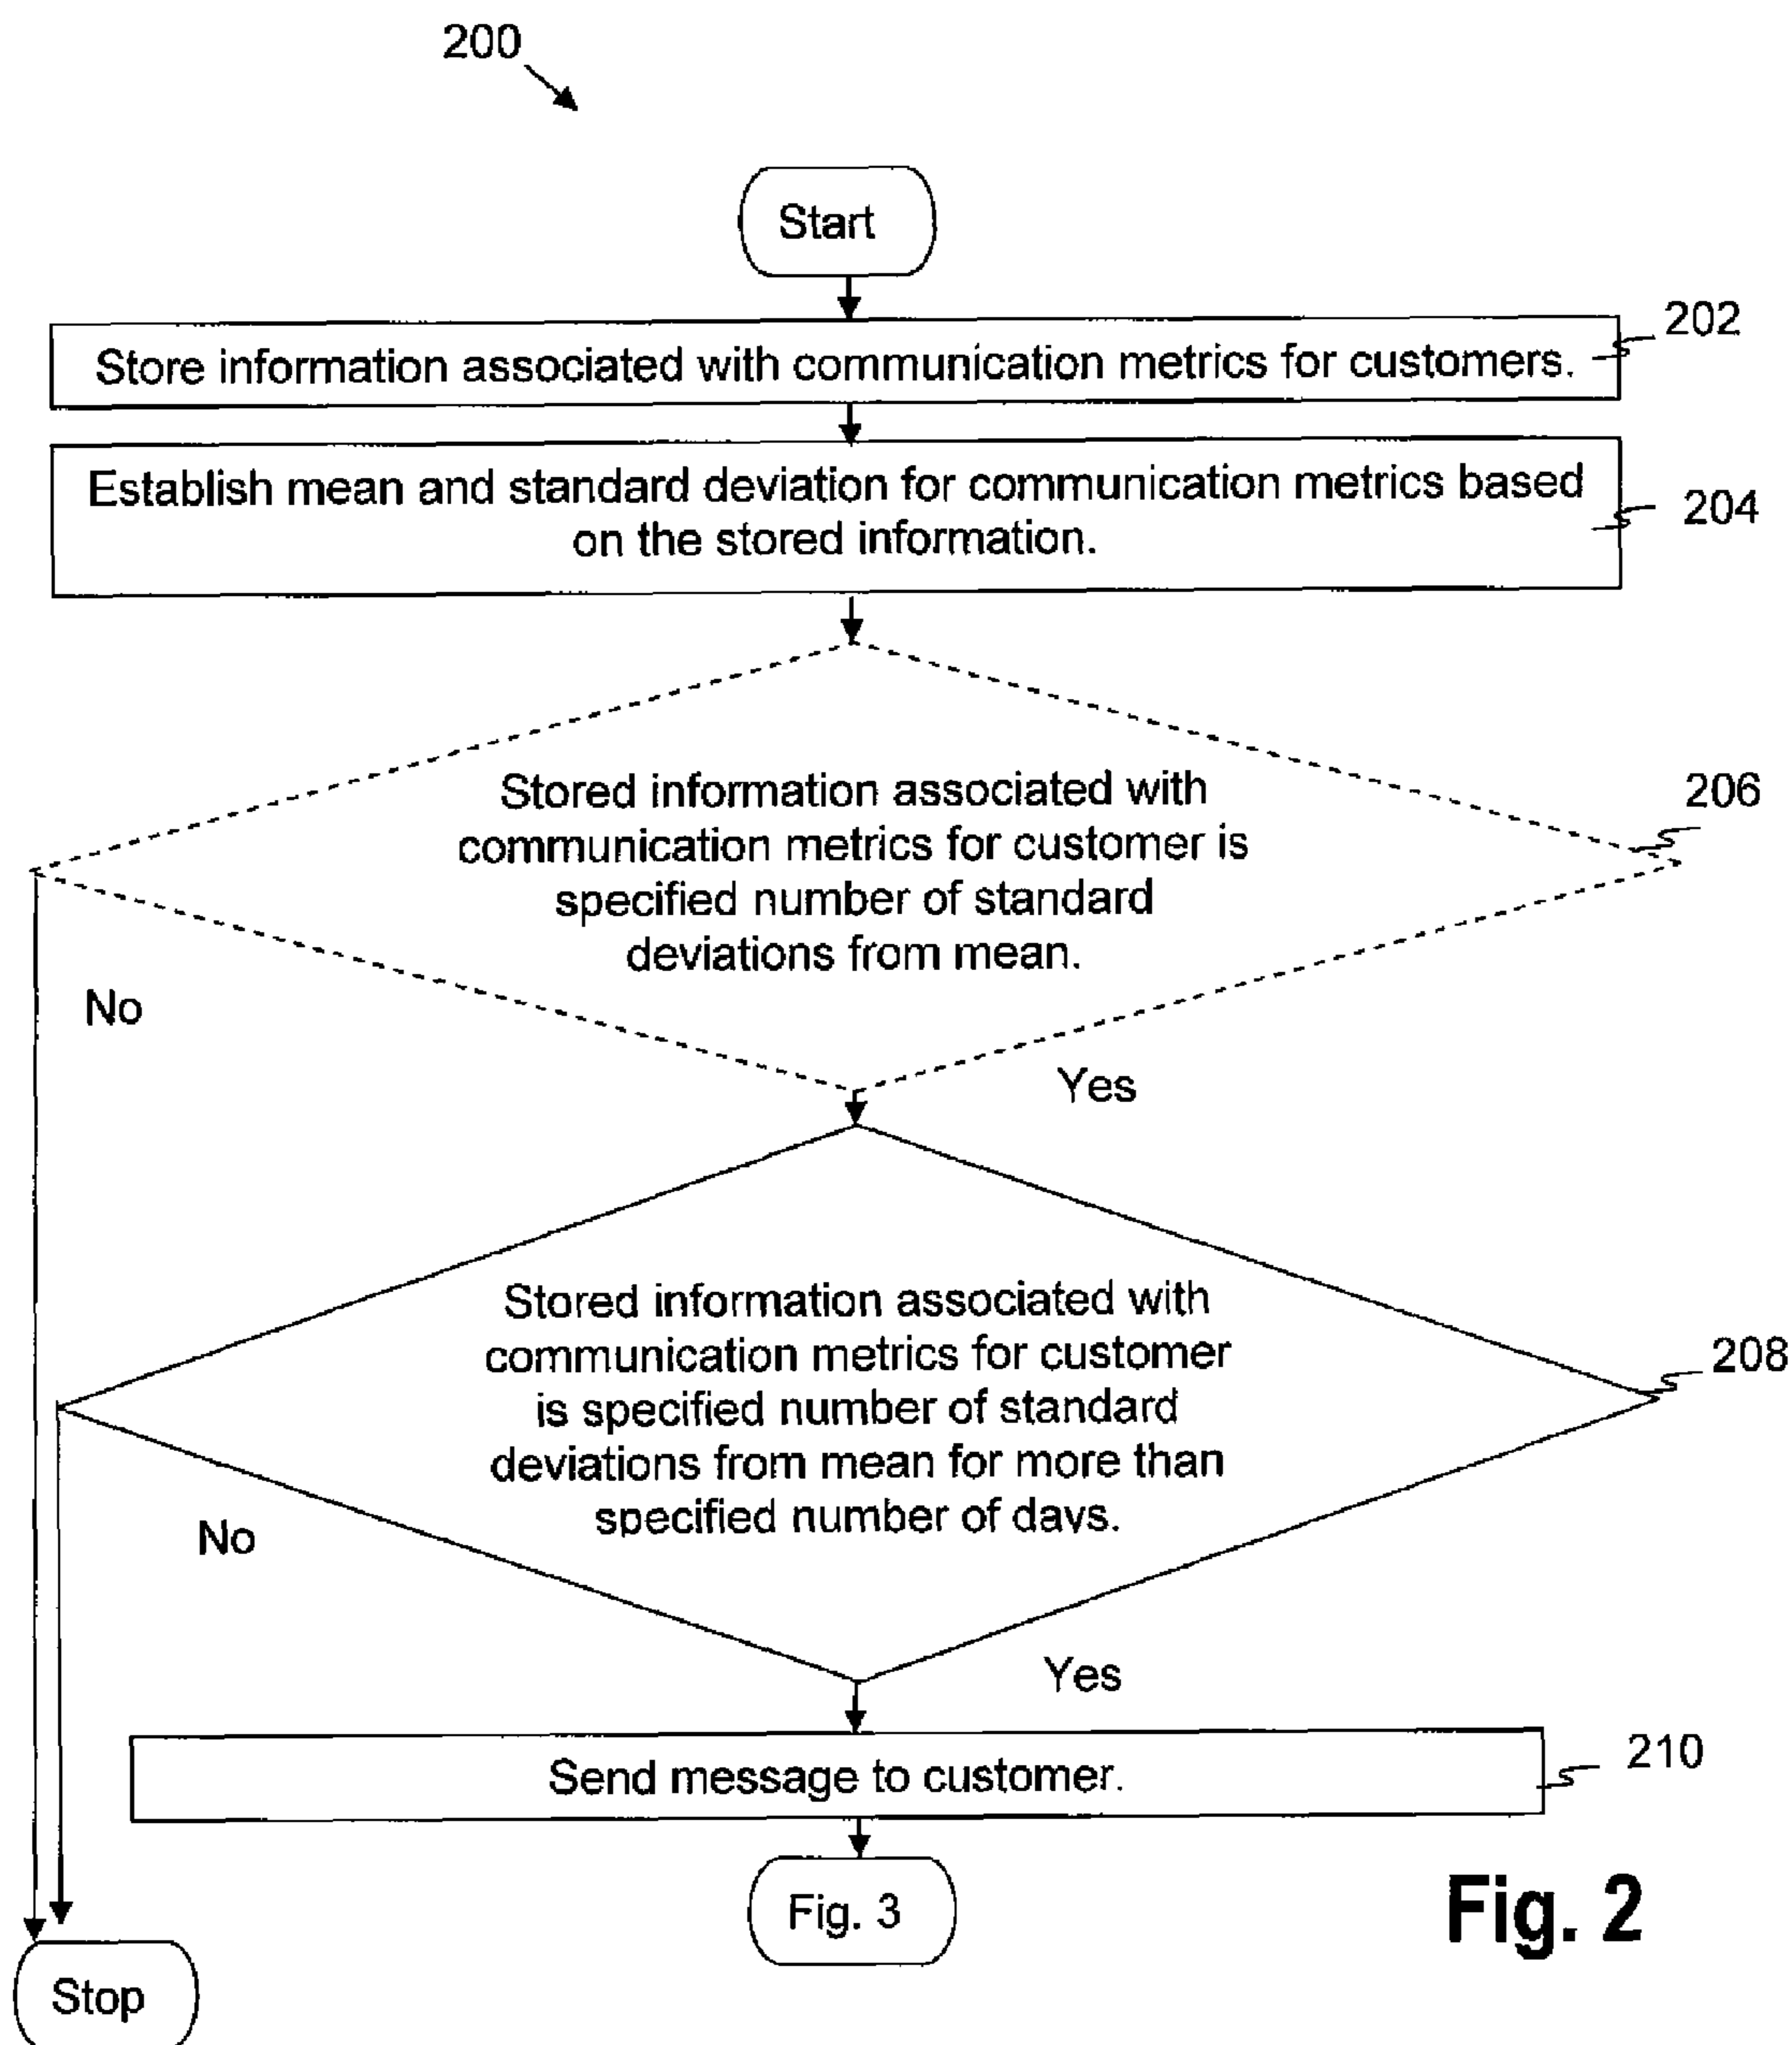 200
Start
202
Store information associated with communication metrics for customers.
Establish mean and standard deviation for communication metrics based
on the stored information.
204
206
Stored information associated with
communication metrics for customer is
specified number of standard
deviations from mean.
No
Yes
Stored information associated with
communication metrics for customer
is specified number of standard
deviations from mean for more than
specified number of days.
208
No
Yes
210
Send message to customer.
Fig. 3
Fig. 2
Stop